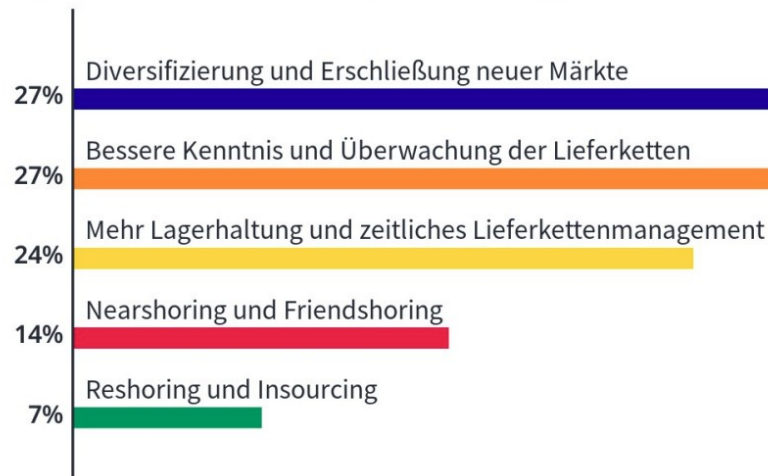 Diversifizierung und Erschließung neuer Märkte
27%
Bessere Kenntnis und Überwachung der Lieferketten
27%
Mehr Lagerhaltung und zeitliches Lieferkettenmanagement
24%
Nearshoring und Friendshoring
14%
Reshoring und Insourcing
7%